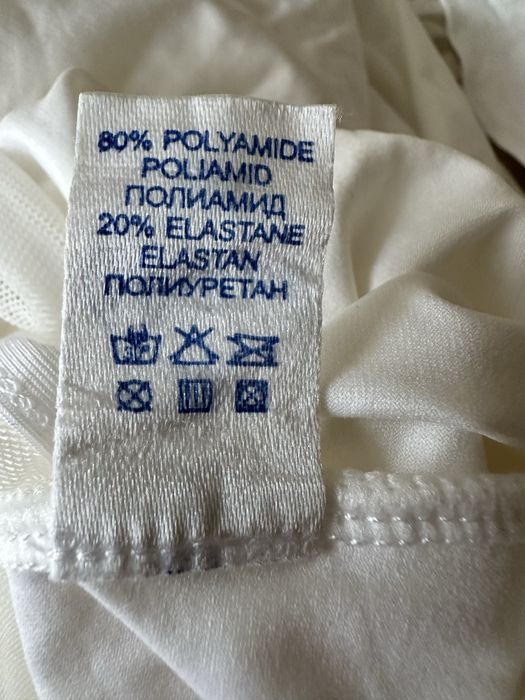 80% POLYAMIDE
POLIAMID
ПОЛИАМИД
20% ELASTANE
ELASTAN
ПОЛИУРЕТАН